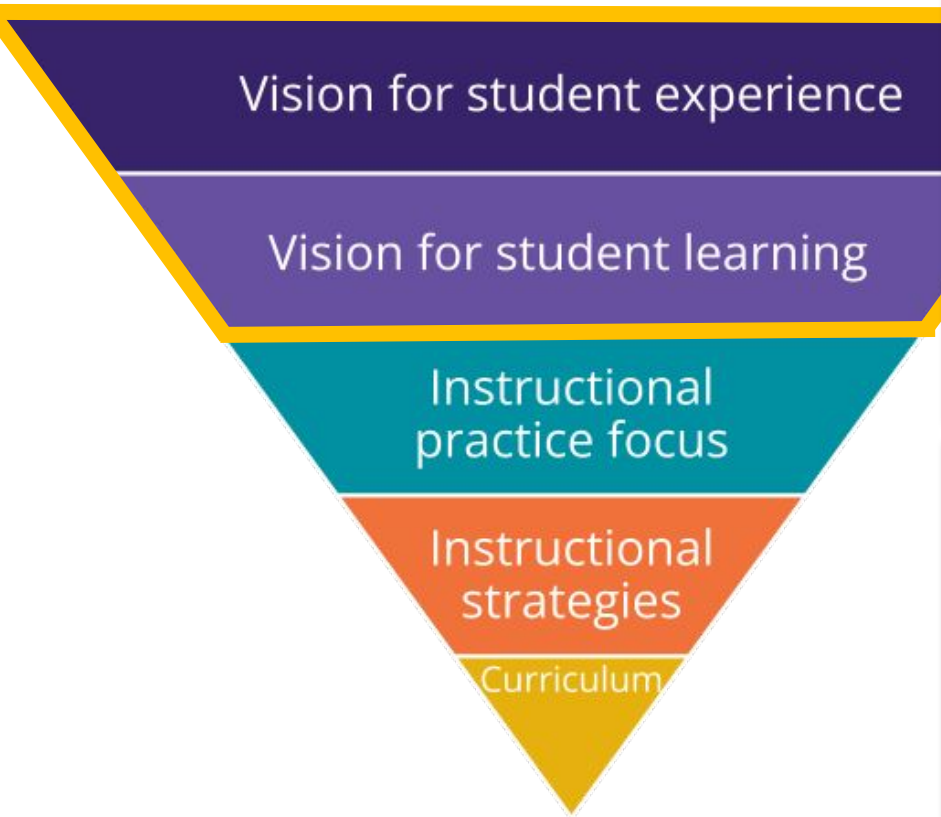 Vision for student experience
Vision for student learning
Instructional
practice focus
Instructional
strategies
Curriculum